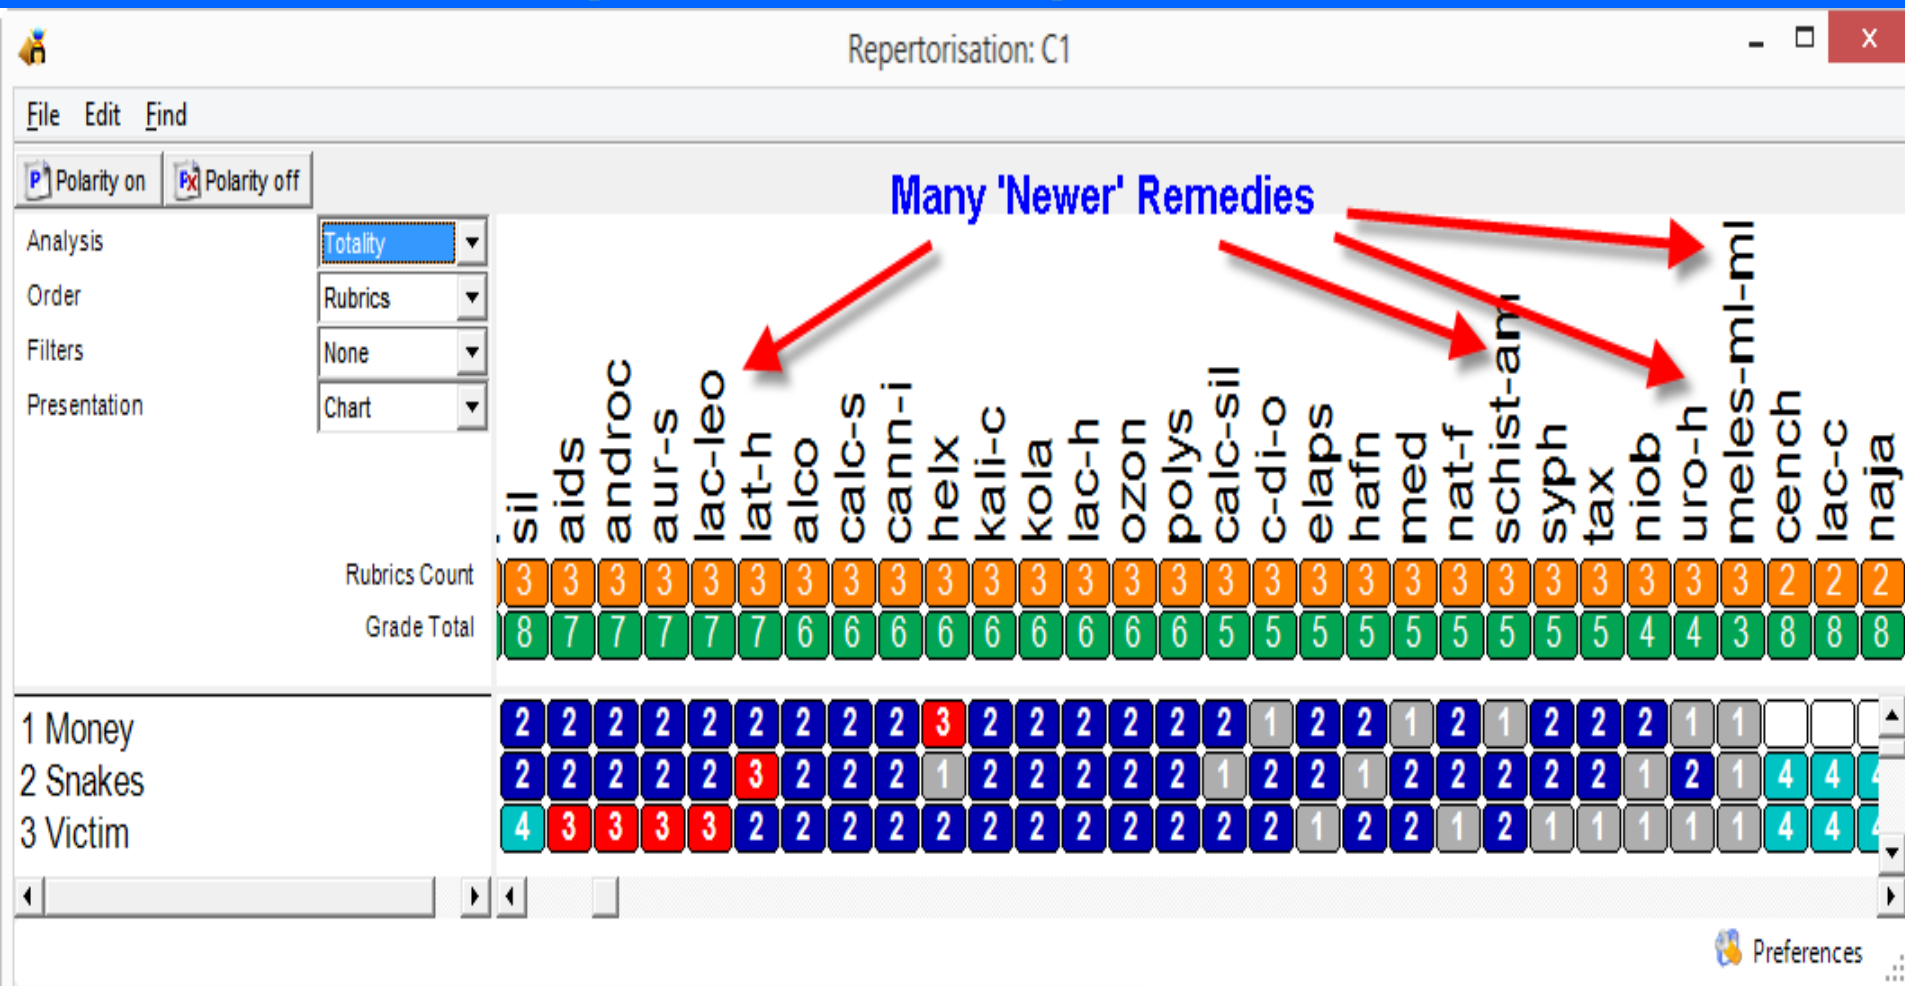 Repertorisation: C1
File Edit Find
Polarity on Polarity off
Many 'Newer' Remedies
Analysis Totality
Order Rubrics
Filters None
Presentation Chart
sil aids androc aur-s lac-leo lat-h alco calc-s cann-i helx kali-c kola lac-h ozon polys calc-sil c-di-o elaps hafn med nat-f schist-am syph tax niob uro-h meles-ml-ml cench lac-c naja
Rubrics Count 3 3 3 3 3 3 3 3 3 3 3 3 3 3 3 3 3 3 3 3 3 3 3 3 3 3 3 2 2 2
Grade Total 8 7 7 7 7 7 6 6 6 6 6 6 6 6 6 5 5 5 5 5 5 5 5 5 4 4 3 8 8 8
1 Money 2 2 2 2 2 2 2 2 2 3 2 2 2 2 2 2 1 2 2 1 2 1 2 2 2 1 1
2 Snakes 2 2 2 2 2 3 2 2 2 1 2 2 2 2 2 1 2 2 1 2 2 2 2 2 1 2 1 4 4 4
3 Victim 4 3 3 3 3 2 2 2 2 2 2 2 2 2 2 2 2 1 2 2 1 2 1 1 1 1 1 4 4 4
Preferences